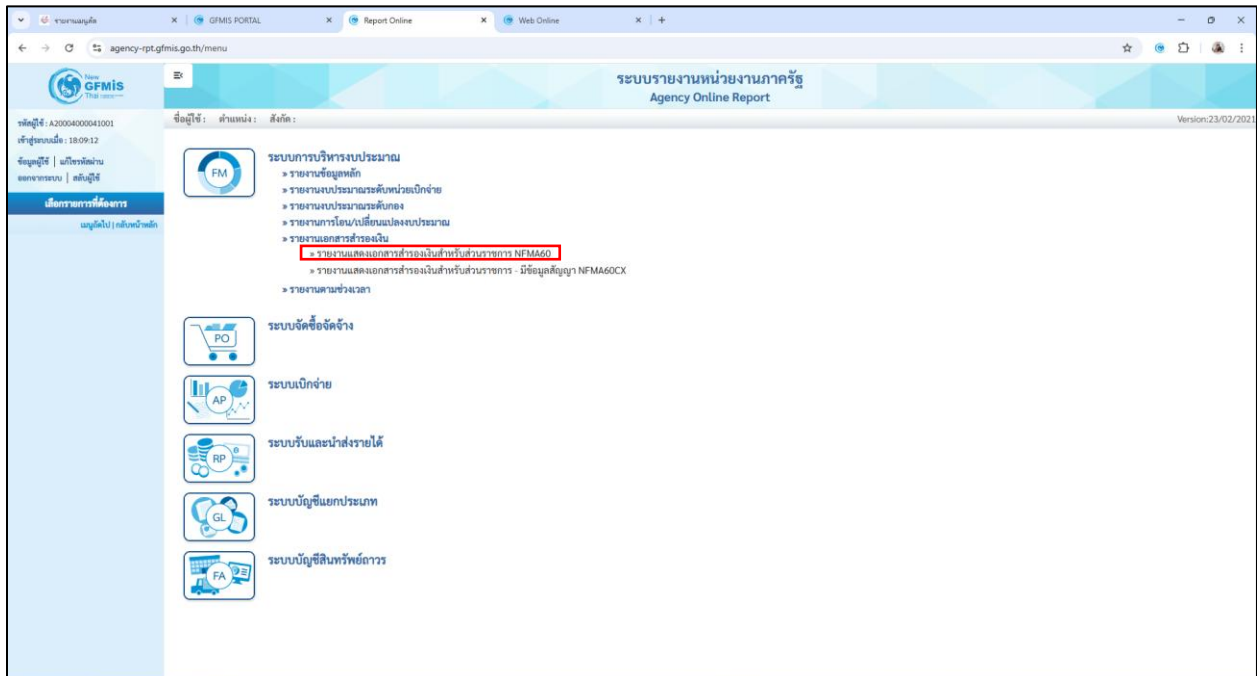 รายงานเมนูคัด
GFMIS PORTAL
Report Online
Web Online
agency-rpt.gfmis.go.th/menu
New
GFMiS
Thai
ระบบรายงานหน่วยงานภาครัฐ
Agency Online Report
รหัสผู้ใช้ : A20004000041001
ชื่อผู้ใช้ : ตำแหน่ง : สังกัด :
Version:23/02/2021
เข้าสู่ระบบเมื่อ : 18:09:12
ข้อมูลผู้ใช้ | แก้ไขรหัสผ่าน
ออกจากระบบ | สลับผู้ใช้
เลือกรายการที่ต้องการ
เมนูถัดไป | กลับหน้าหลัก
FM
ระบบการบริหารงบประมาณ
» รายงานข้อมูลหลัก
» รายงานงบประมาณระดับหน่วยเบิกจ่าย
» รายงานงบประมาณระดับกอง
» รายงานการโอน/เปลี่ยนแปลงงบประมาณ
» รายงานเอกสารสำรองเงิน
» รายงานแสดงเอกสารสำรองเงินสำหรับส่วนราชการ NFMA60
» รายงานแสดงเอกสารสำรองเงินสำหรับส่วนราชการ - มีข้อมูลสัญญา NFMA60CX
» รายงานตามช่วงเวลา
PO
ระบบจัดซื้อจัดจ้าง
AP
ระบบเบิกจ่าย
RP
ระบบรับและนำส่งรายได้
GL
ระบบบัญชีแยกประเภท
FA
ระบบบัญชีสินทรัพย์ถาวร